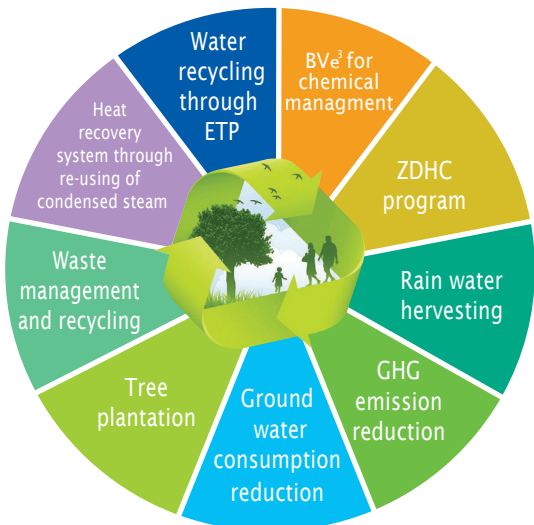 Water
recycling
through
ETP
BVe³ for
chemical
managment
ZDHC
program
Rain water
hervesting
GHG
emission
reduction
Ground
water
consumption
reduction
Tree
plantation
Waste
management
and recycling
Heat
recovery
system through
re-using of
condensed steam